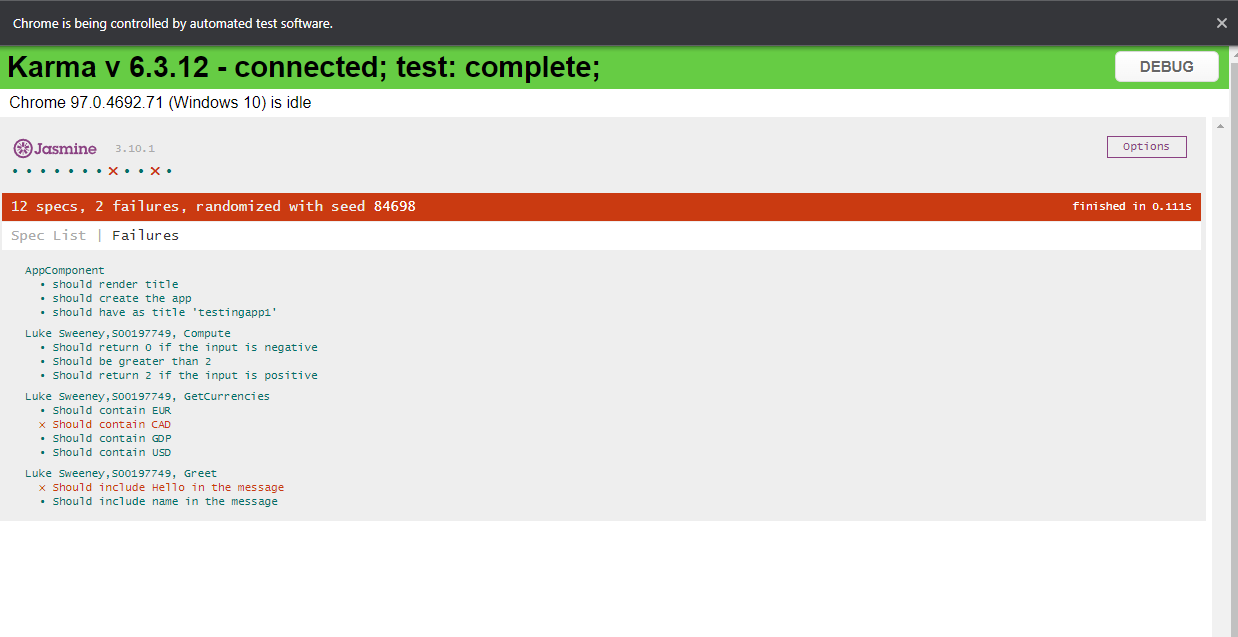 Chrome is being controlled by automated test software.
Karma v 6.3.12 - connected; test: complete;
DEBUG
Chrome 97.0.4692.71 (Windows 10) is idle
Jasmine 3.10.1
Options
• • • • • • • x • • x •
12 specs, 2 failures, randomized with seed 84698
finished in 0.111s
Spec List | Failures
AppComponent
• should render title
• should create the app
• should have as title 'testingapp1'
Luke Sweeney,S00197749, Compute
• Should return 0 if the input is negative
• Should be greater than 2
• Should return 2 if the input is positive
Luke Sweeney,S00197749, GetCurrencies
• Should contain EUR
x Should contain CAD
• Should contain GDP
• Should contain USD
Luke Sweeney,S00197749, Greet
x Should include Hello in the message
• Should include name in the message